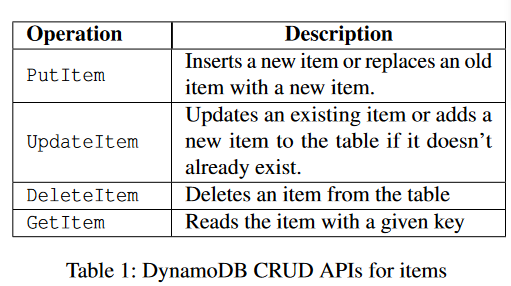 Operation Description
PutItem Inserts a new item or replaces an old
item with a new item.
UpdateItem Updates an existing item or adds a
new item to the table if it doesn’t
already exist.
DeleteItem Deletes an item from the table
GetItem Reads the item with a given key
Table 1: DynamoDB CRUD APIs for items